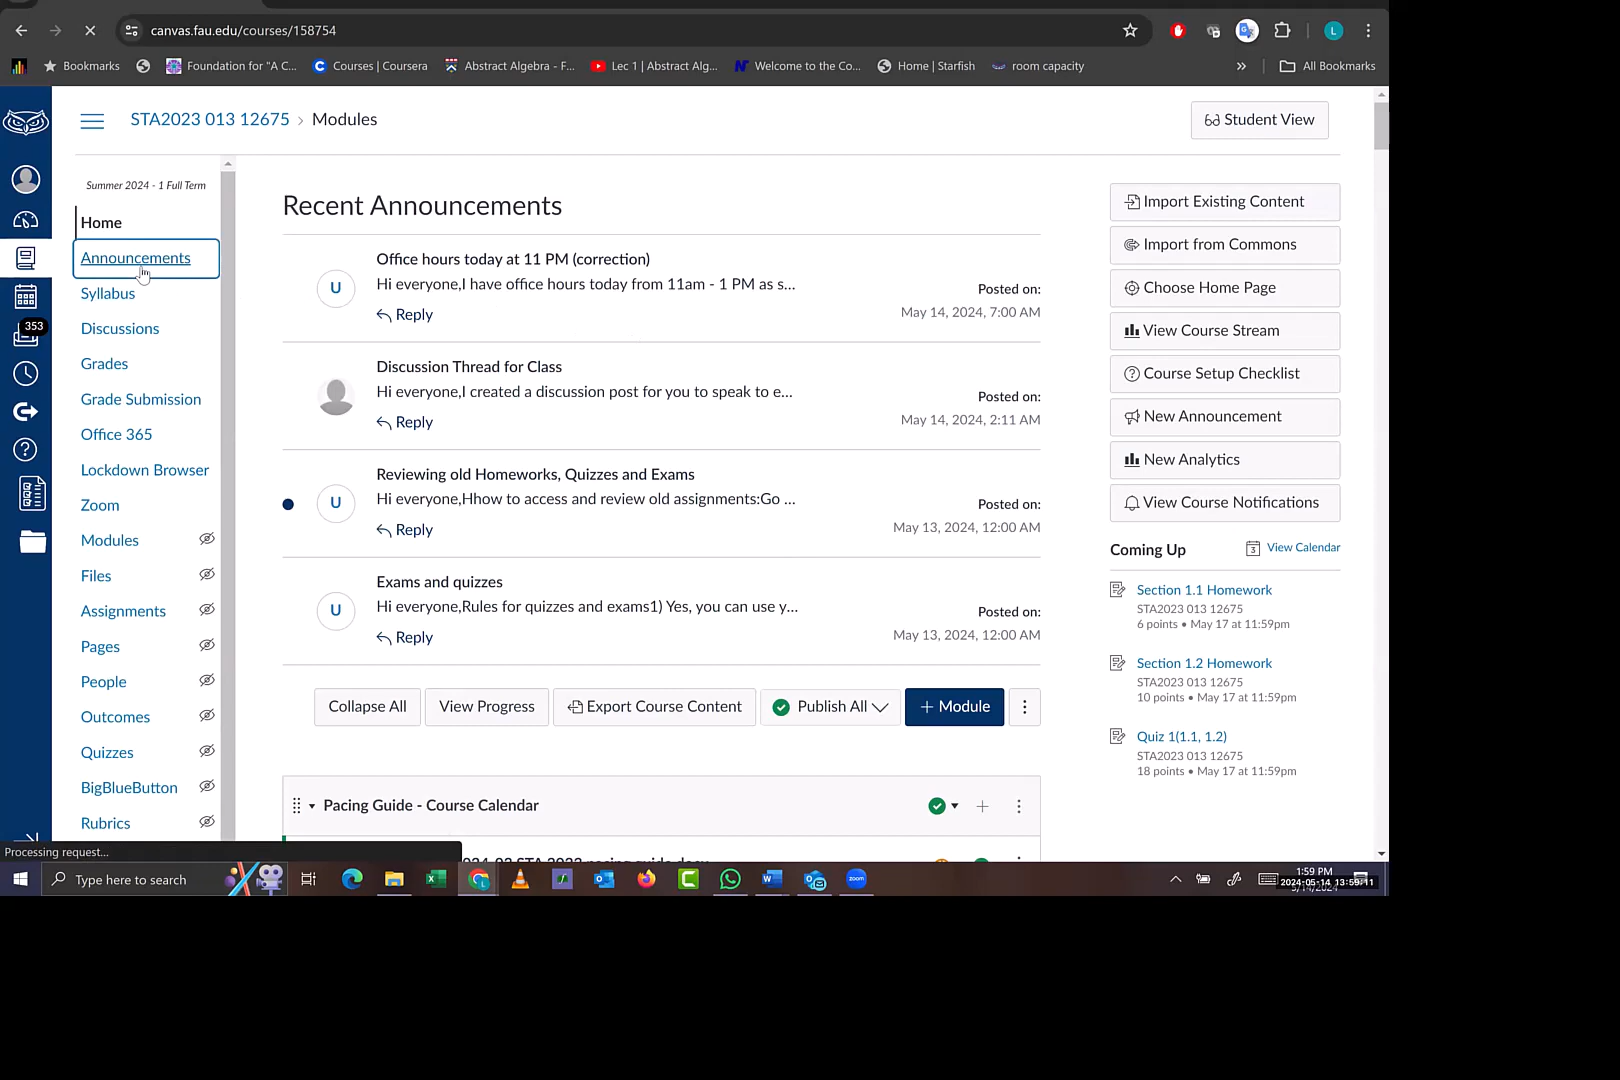 canvas.fau.edu/courses/158754
L
Bookmarks
Foundation for "A C...
Courses | Coursera
Abstract Algebra - F...
Lec 1 | Abstract Alg...
Welcome to the Co...
Home | Starfish
room capacity
All Bookmarks
STA2023 013 12675 › Modules
Student View
Summer 2024 - 1 Full Term
Home
Announcements
Syllabus
Discussions
353
Grades
Grade Submission
Office 365
Lockdown Browser
Zoom
Modules
Files
Assignments
Pages
People
Outcomes
Quizzes
BigBlueButton
Rubrics
Recent Announcements
U
Office hours today at 11 PM (correction)
Hi everyone,I have office hours today from 11am - 1 PM as s...
Reply
Posted on:
May 14, 2024, 7:00 AM
Discussion Thread for Class
Hi everyone,I created a discussion post for you to speak to e...
Reply
Posted on:
May 14, 2024, 2:11 AM
U
Reviewing old Homeworks, Quizzes and Exams
Hi everyone,Hhow to access and review old assignments:Go ...
Reply
Posted on:
May 13, 2024, 12:00 AM
U
Exams and quizzes
Hi everyone,Rules for quizzes and exams1) Yes, you can use y...
Reply
Posted on:
May 13, 2024, 12:00 AM
Collapse All
View Progress
Export Course Content
Publish All
+ Module
Pacing Guide - Course Calendar
Import Existing Content
Import from Commons
Choose Home Page
View Course Stream
Course Setup Checklist
New Announcement
New Analytics
View Course Notifications
Coming Up
3
View Calendar
Section 1.1 Homework
STA2023 013 12675
6 points • May 17 at 11:59pm
Section 1.2 Homework
STA2023 013 12675
10 points • May 17 at 11:59pm
Quiz 1(1.1, 1.2)
STA2023 013 12675
18 points • May 17 at 11:59pm
Processing request...
Type here to search
zoom
1:59 PM
2024-05-14 13:59:11